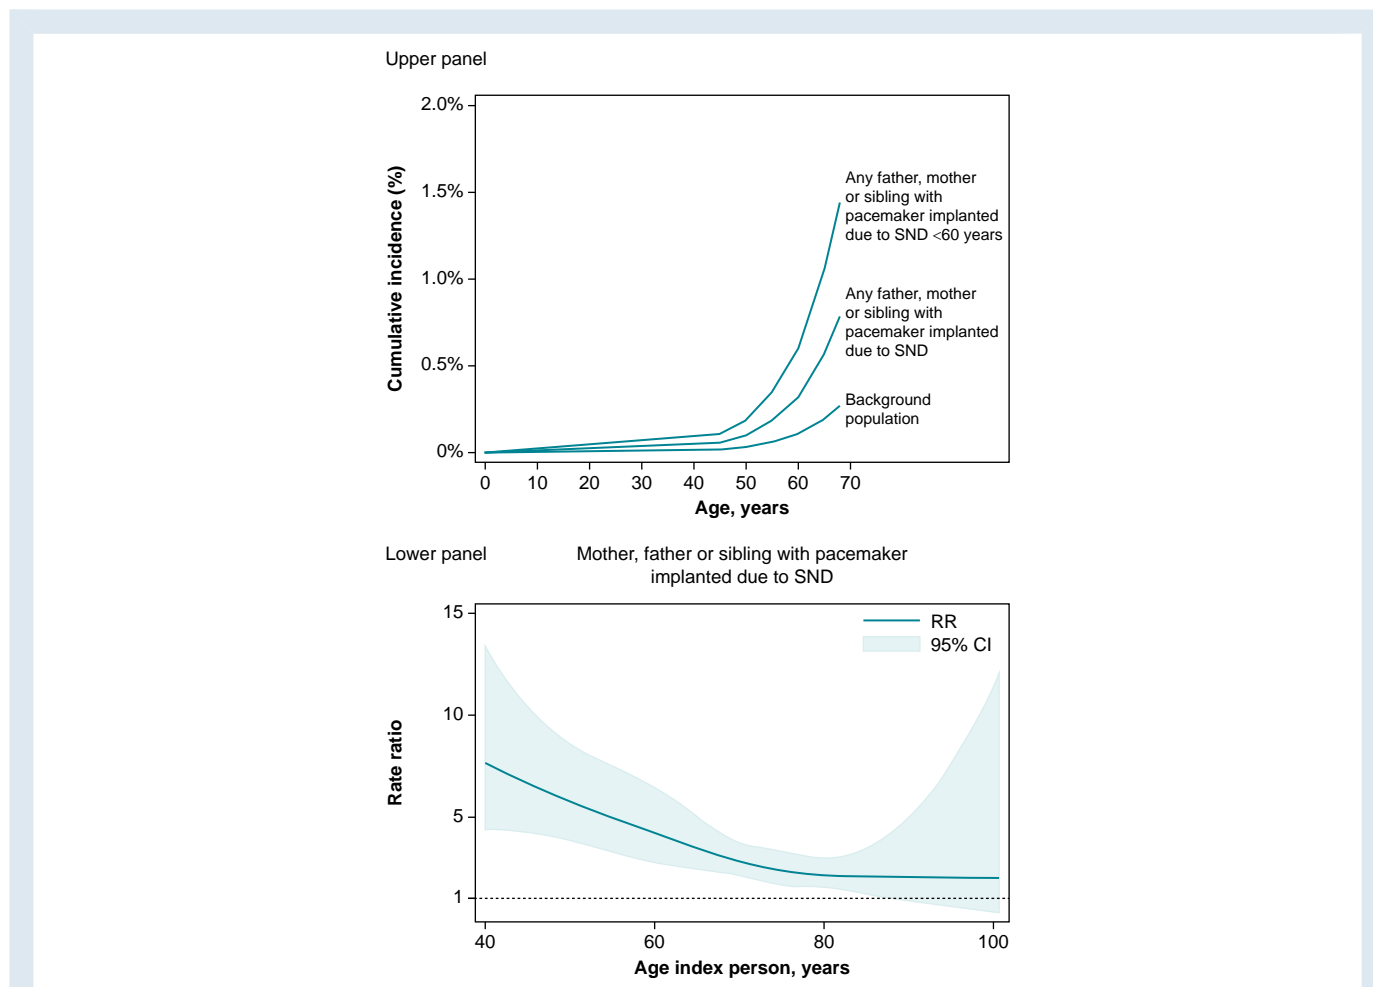 Upper panel
2.0%
1.5%
1.0%
0.5%
0%
Cumulative incidence (%)
Any father, mother
or sibling with
pacemaker implanted
due to SND <60 years
Any father, mother
or sibling with
pacemaker implanted
due to SND
Background
population
0 10 20 30 40 50 60 70
Age, years
Lower panel
Mother, father or sibling with pacemaker
implanted due to SND
15
10
5
1
Rate ratio
RR
95% CI
40 60 80 100
Age index person, years